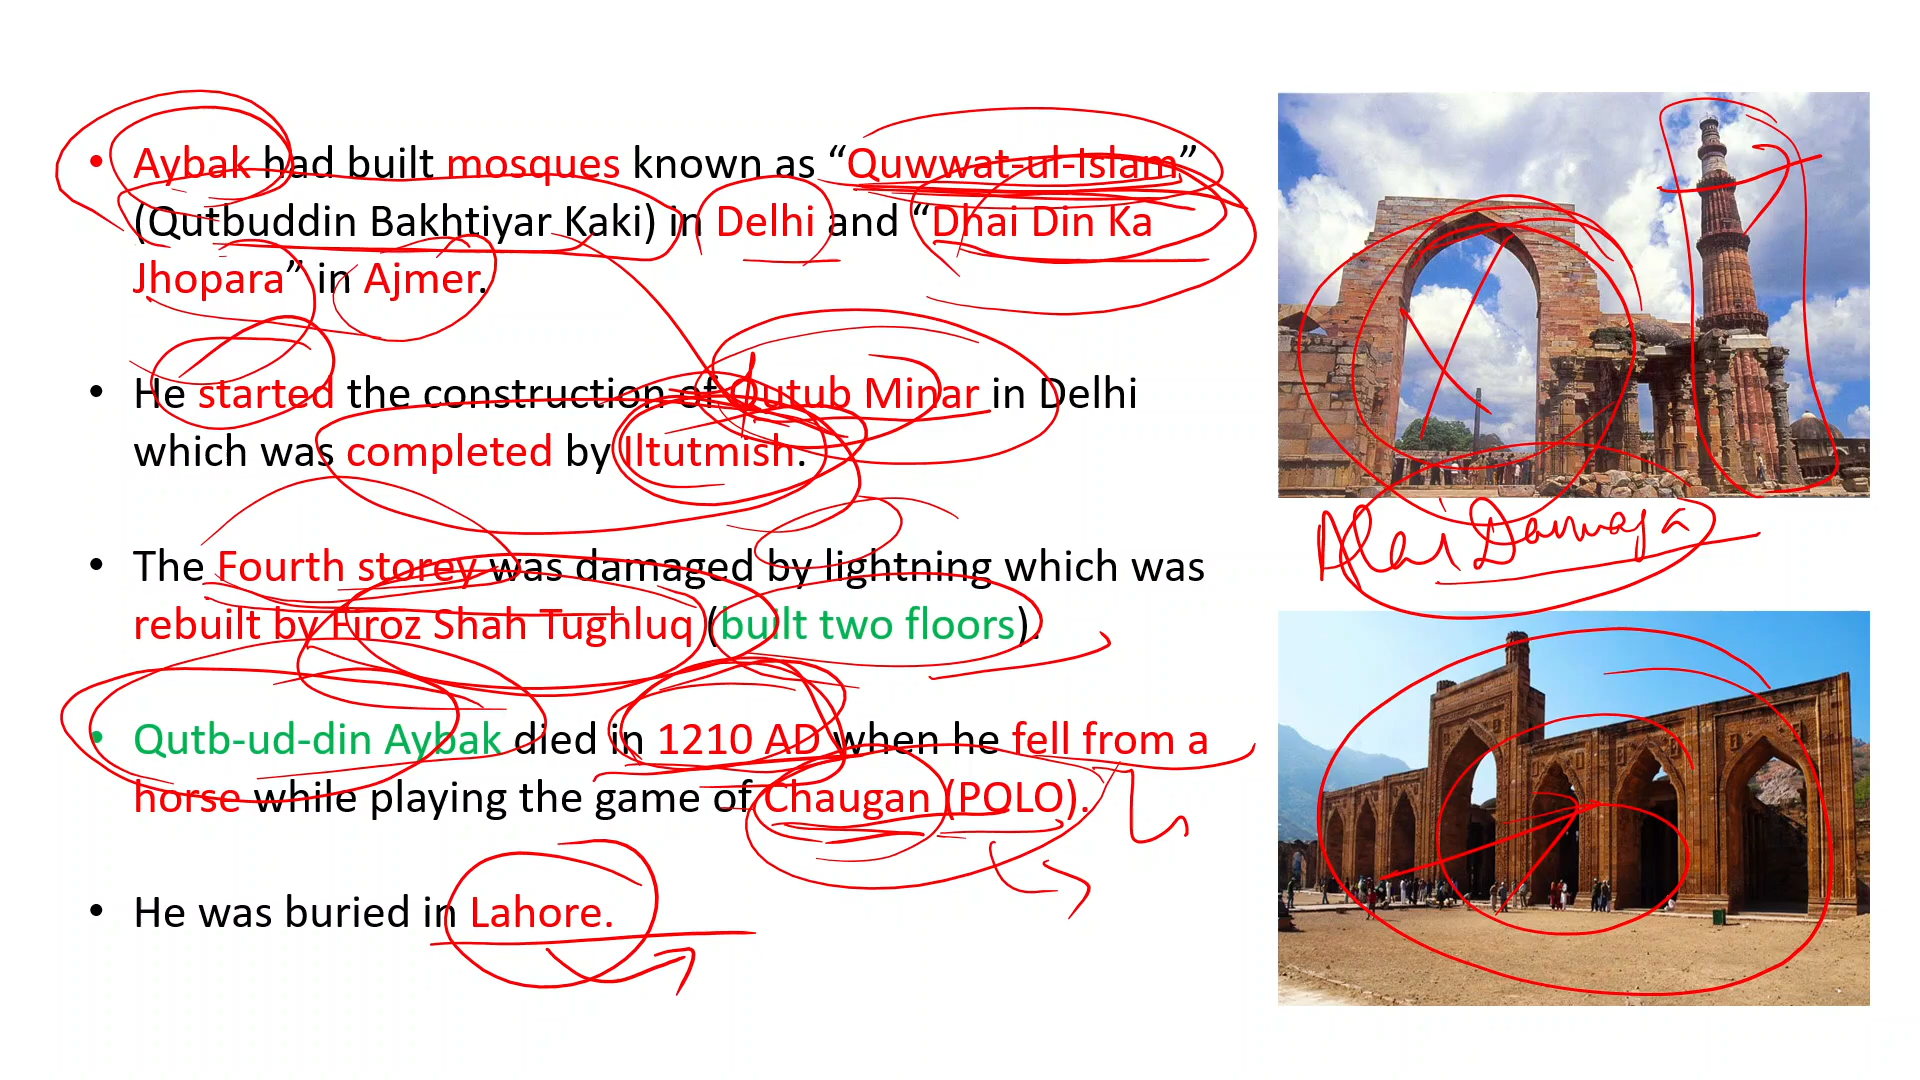 • Aybak had built mosques known as “Quwwat-ul-Islam”
(Qutbuddin Bakhtiyar Kaki) in Delhi and “Dhai Din Ka
Jhopara” in Ajmer.
• He started the construction of Qutub Minar in Delhi
which was completed by Iltutmish.
• The Fourth storey was damaged by lightning which was
rebuilt by Firoz Shah Tughluq (built two floors).
• Qutb-ud-din Aybak died in 1210 AD when he fell from a
horse while playing the game of Chaugan (POLO).
• He was buried in Lahore.
Alai Darwaza